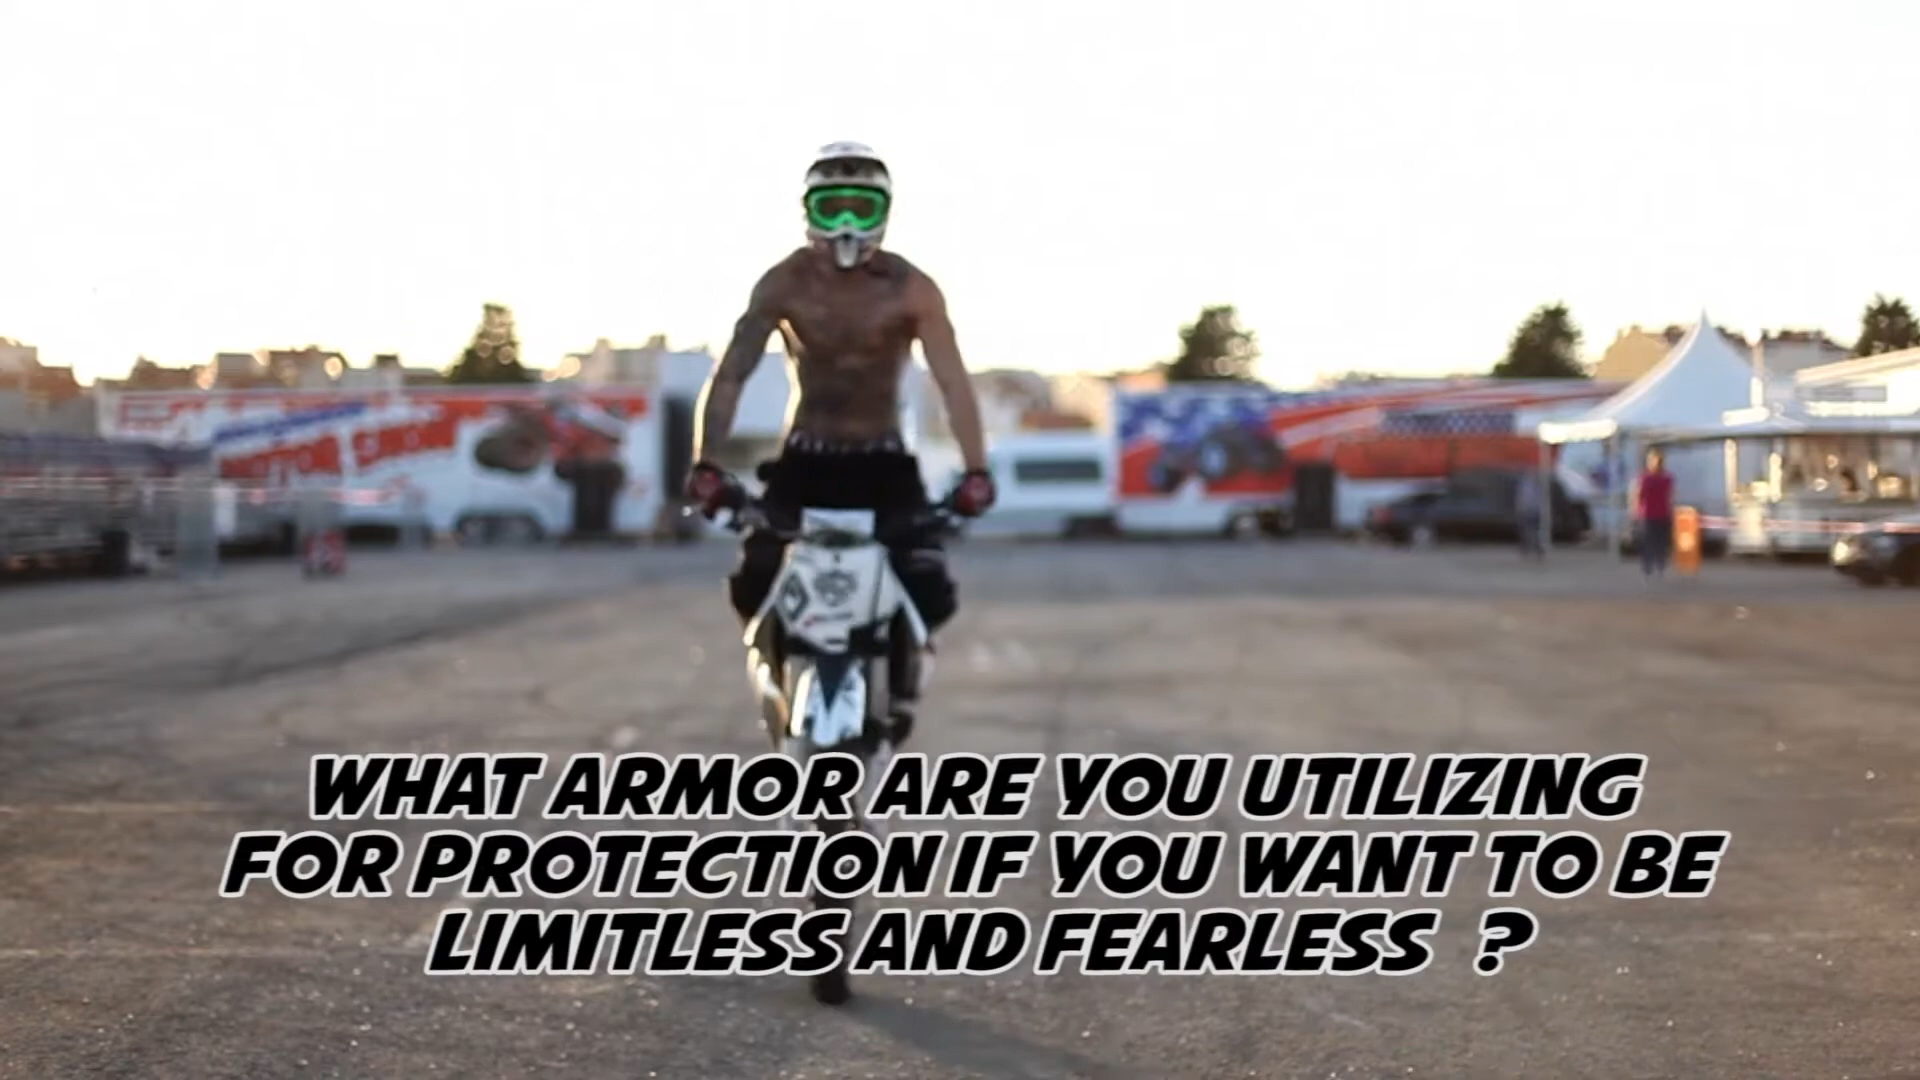 WHAT ARMOR ARE YOU UTILIZING
FOR PROTECTION IF YOU WANT TO BE
LIMITLESS AND FEARLESS ?